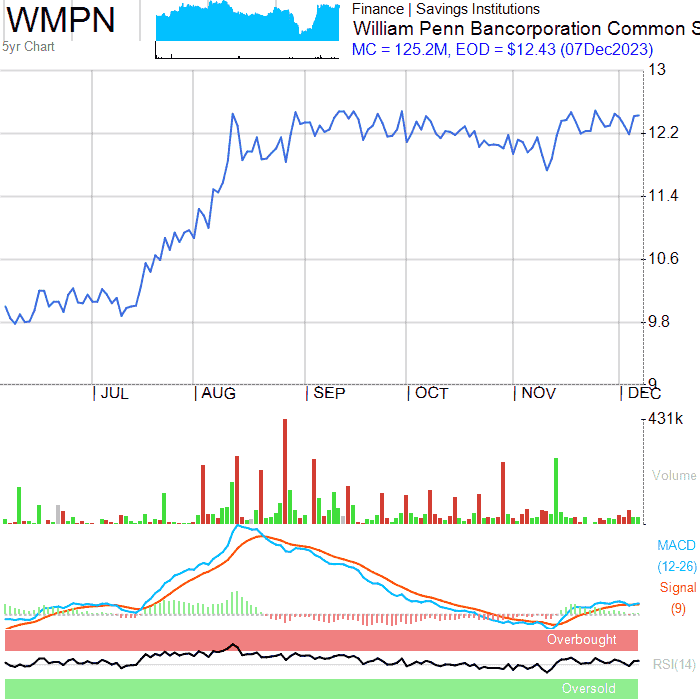 WMPN
5yr Chart
Finance | Savings Institutions
William Penn Bancorporation Common S
MC = 125.2M, EOD = $12.43 (07Dec2023)
13
12.2
11.4
10.6
9.8
9
JUL
AUG
SEP
OCT
NOV
DEC
431k
Volume
MACD
(12-26)
Signal
(9)
Overbought
RSI(14)
Oversold